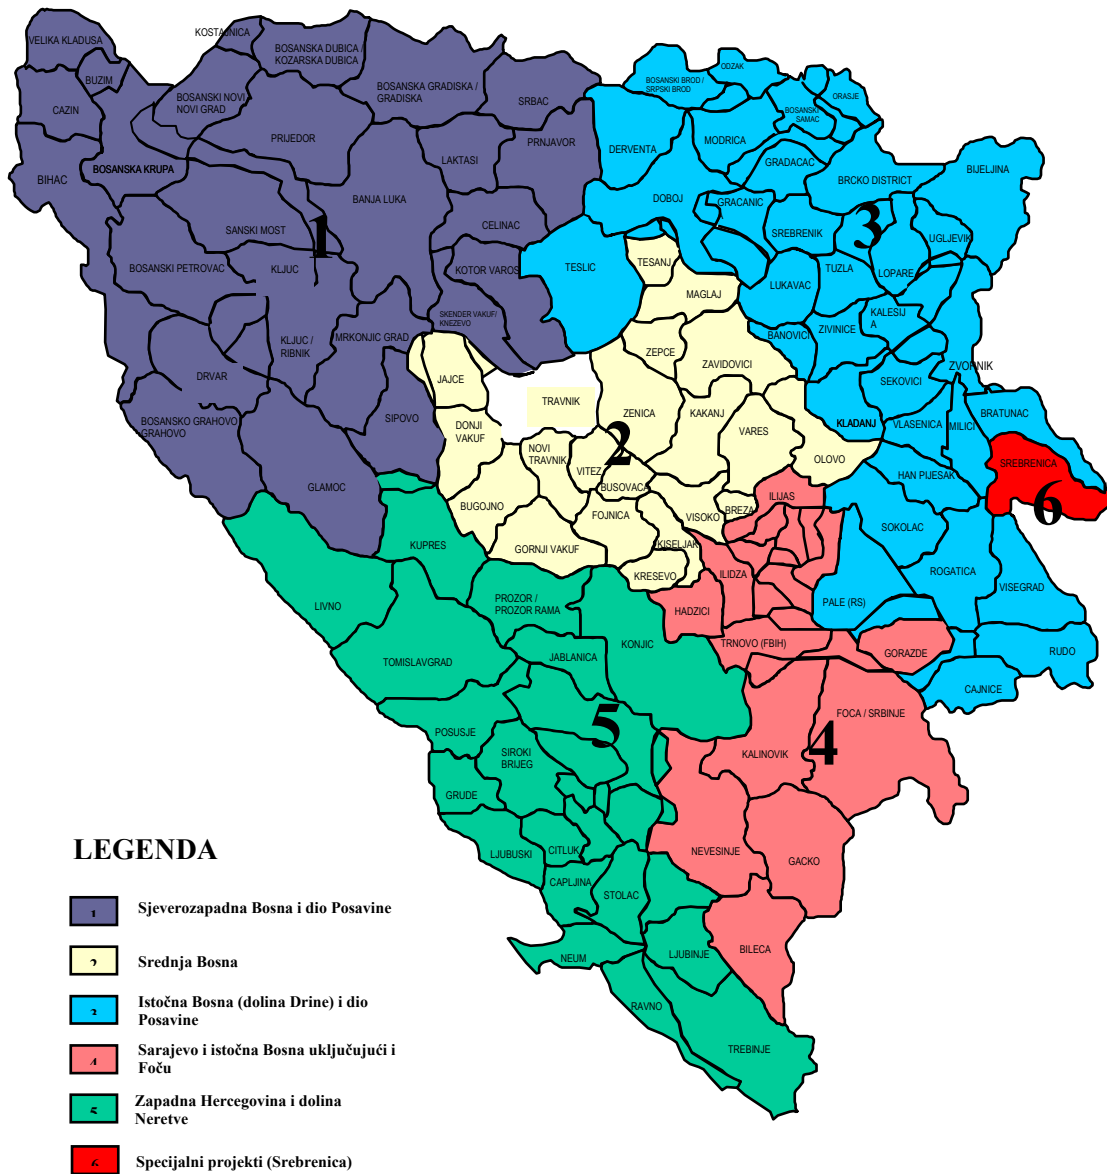 VELIKA KLADUSA
KOSTAJNICA
BUZIM
CAZIN
BOSANSKA DUBICA /
KOZARSKA DUBICA
BOSANSKI NOVI
NOVI GRAD
BOSANSKA GRADISKA /
GRADISKA
SRBAC
PRNJAVOR
PRIJEDOR
LAKTASI
BIHAC
BOSANSKA KRUPA
BANJA LUKA
CELINAC
SANSKI MOST
1
BOSANSKI PETROVAC
KLJUC
KOTOR VAROS
SKENDER VAKUF/
KNEZEVO
KLJUC /
RIBNIK
MRKONJIC GRAD
DRVAR
BOSANSKO GRAHOVO
GRAHOVO
SIPOVO
GLAMOC
BOSANSKI BROD /
SRPSKI BROD
ODZAK
ORASJE
BOSANSKI
SAMAC
DERVENTA
MODRICA
GRADACAC
BRCKO DISTRICT
BIJELJINA
DOBOJ
GRACANIC
3
SREBRENIK
UGLJEVIK
TESLIC
LUKAVAC
TUZLA
LOPARE
BANOVICI
ZIVINICE
KALESIJ
A
SEKOVICI
ZVORNIK
KLADANJ
VLASENICA
MILICI
BRATUNAC
HAN PIJESAK
SREBRENICA
6
SOKOLAC
ROGATICA
VISEGRAD
PALE (RS)
RUDO
CAJNICE
TESANJ
MAGLAJ
ZEPCE
ZAVIDOVICI
JAJCE
TRAVNIK
ZENICA
KAKANJ
VARES
DONJI
VAKUF
NOVI
TRAVNIK
2
VITEZ
BUSOVACA
OLOVO
BUGOJNO
FOJNICA
VISOKO
BREZA
GORNJI VAKUF
KISELJAK
KRESEVO
ILIJAS
ILIDZA
HADZICI
TRNOVO (FBIH)
GORAZDE
FOCA / SRBINJE
4
KALINOVIK
NEVESINJE
GACKO
BILECA
KUPRES
LIVNO
PROZOR /
PROZOR RAMA
KONJIC
TOMISLAVGRAD
JABLANICA
5
POSUSJE
SIROKI
BRIJEG
GRUDE
LJUBUSKI
CITLUK
CAPLJINA
STOLAC
NEUM
LJUBINJE
RAVNO
TREBINJE
LEGENDA
1 Sjeverozapadna Bosna i dio Posavine
2 Srednja Bosna
3 Istočna Bosna (dolina Drine) i dio
Posavine
4 Sarajevo i istočna Bosna uključujući i
Foču
5 Zapadna Hercegovina i dolina
Neretve
6 Specijalni projekti (Srebrenica)